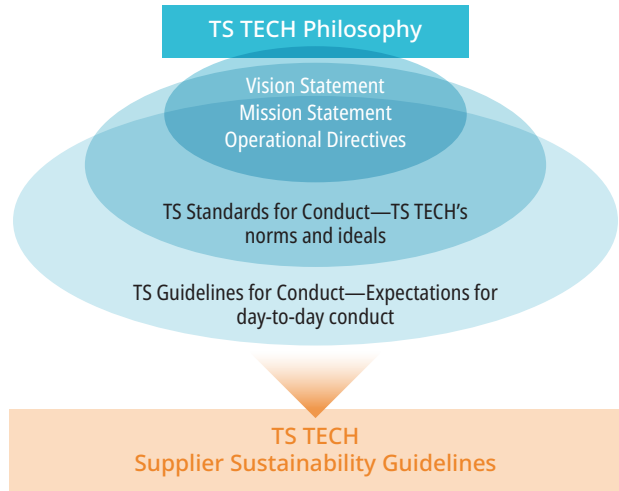 TS TECH Philosophy
Vision Statement
Mission Statement
Operational Directives
TS Standards for Conduct—TS TECH’s
norms and ideals
TS Guidelines for Conduct—Expectations for
day-to-day conduct
TS TECH
Supplier Sustainability Guidelines